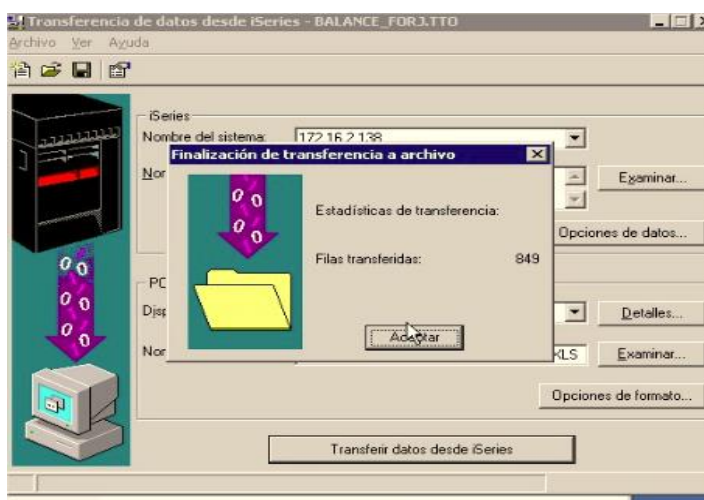 Transferencia de datos desde iSeries - BALANCE_FORJ.TTO
Archivo Ver Ayuda
iSeries
Nombre del sistema: 172.16.2.138
Finalización de transferencia a archivo
Examinar...
Estadísticas de transferencia:
Opciones de datos...
Filas transferidas: 849
PC
Detalles...
Aceptar
XLS Examinar...
Opciones de formato...
Transferir datos desde iSeries